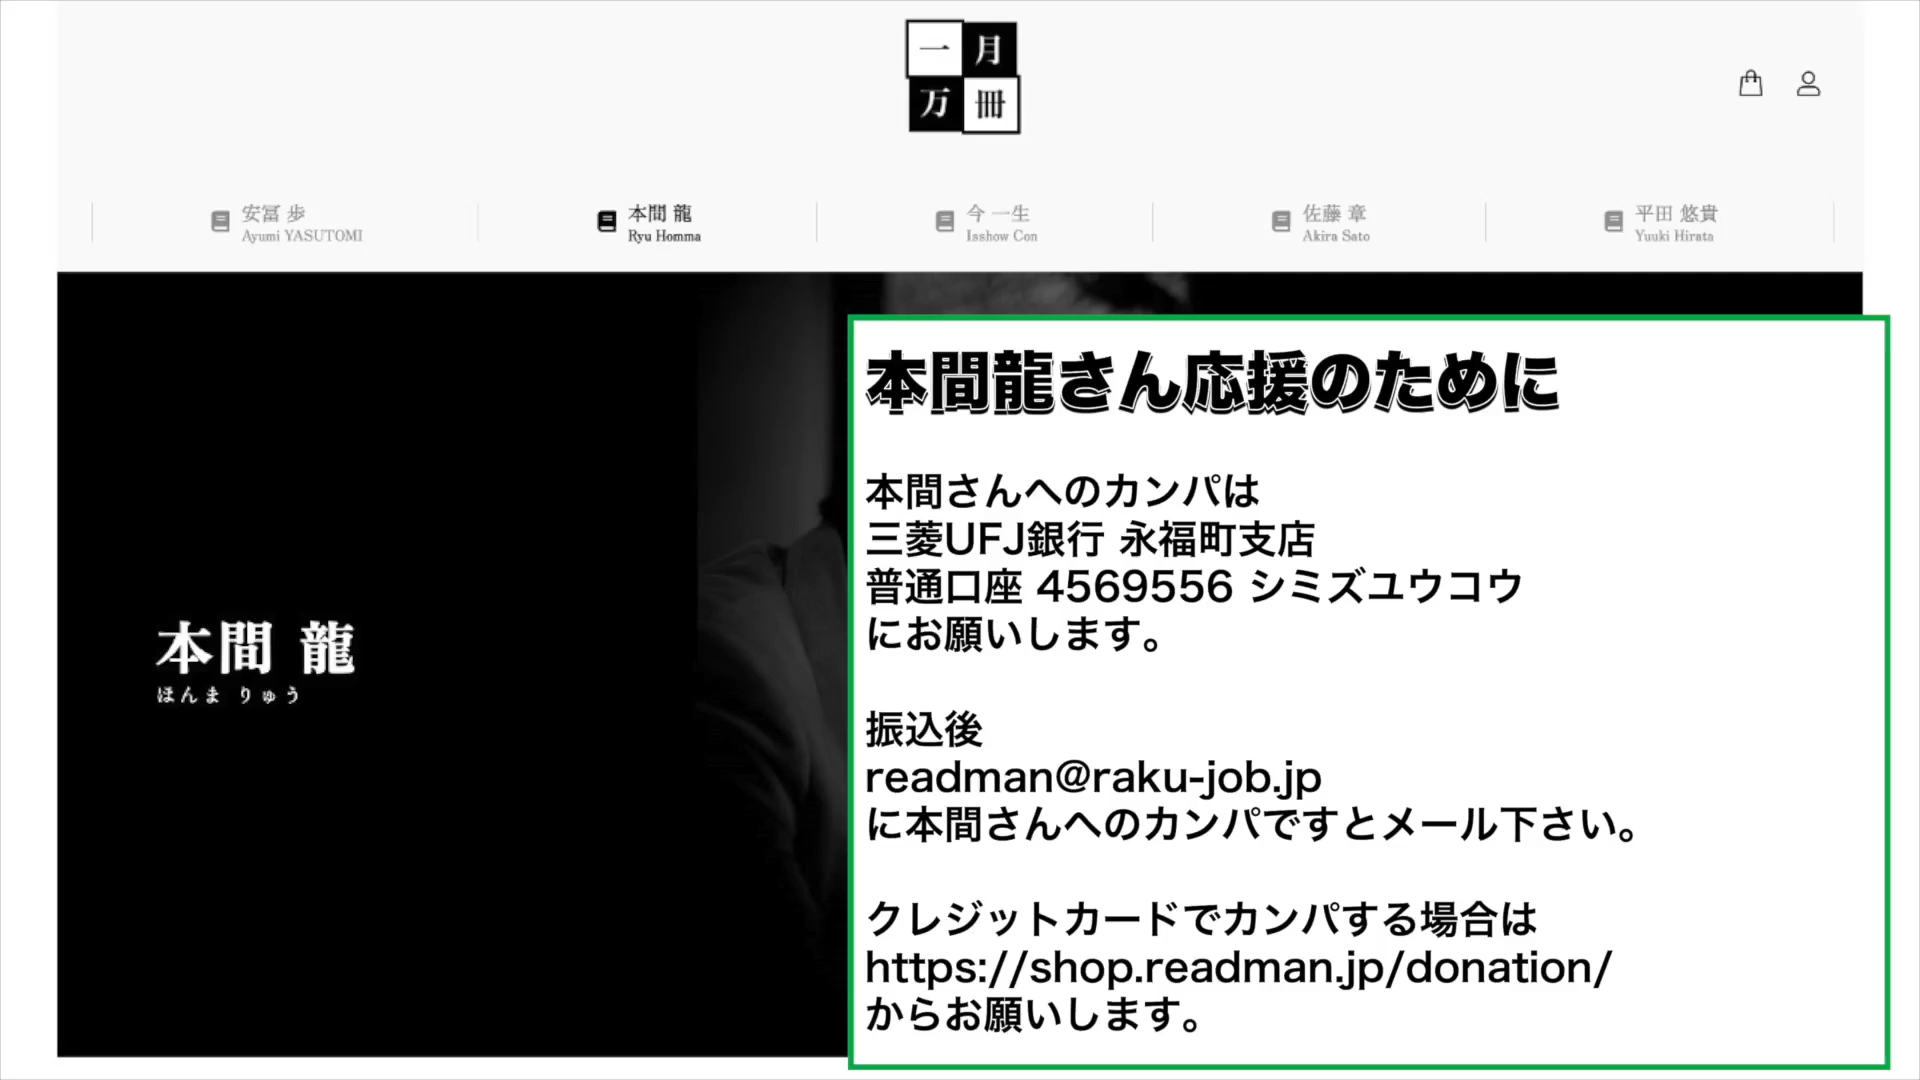 一月
万冊
安冨 歩
Ayumi YASUTOMI
本間 龍
Ryu Homma
今 一生
Isshow Con
佐藤 章
Akira Sato
平田 悠貴
Yuuki Hirata
本間 龍
ほんま りゅう
本間龍さん応援のために
本間さんへのカンパは
三菱UFJ銀行 永福町支店
普通口座 4569556 シミズユウコウ
にお願いします。
振込後
readman@raku-job.jp
に本間さんへのカンパですとメール下さい。
クレジットカードでカンパする場合は
https://shop.readman.jp/donation/
からお願いします。